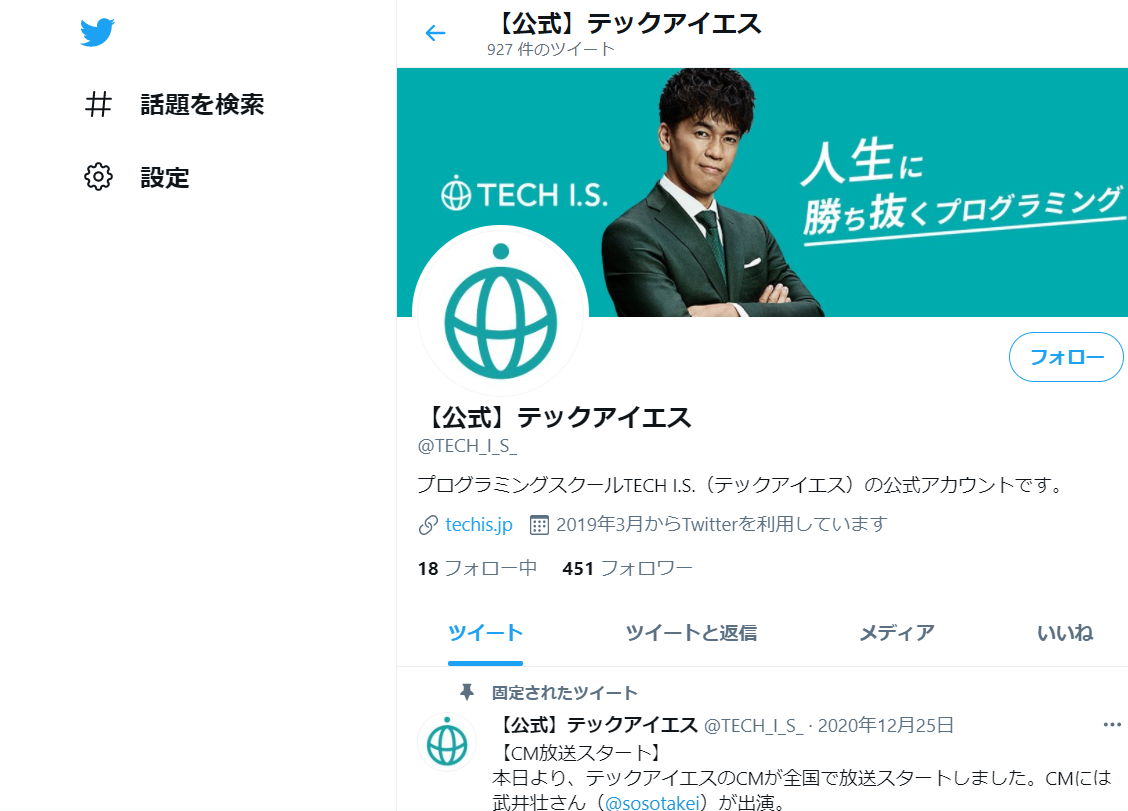 話題を検索
設定
【公式】テックアイエス
927 件のツイート
TECH I.S.
人生に
勝ち抜くプログラミング
フォロー
【公式】テックアイエス
@TECH_I_S_
プログラミングスクールTECH I.S.（テックアイエス）の公式アカウントです。
techis.jp 2019年3月からTwitterを利用しています
18 フォロー中 451 フォロワー
ツイート ツイートと返信 メディア いいね
固定されたツイート
【公式】テックアイエス @TECH_I_S_ · 2020年12月25日
【CM放送スタート】
本日より、テックアイエスのCMが全国で放送スタートしました。CMには
武井壮さん（@sosotakei）が出演。